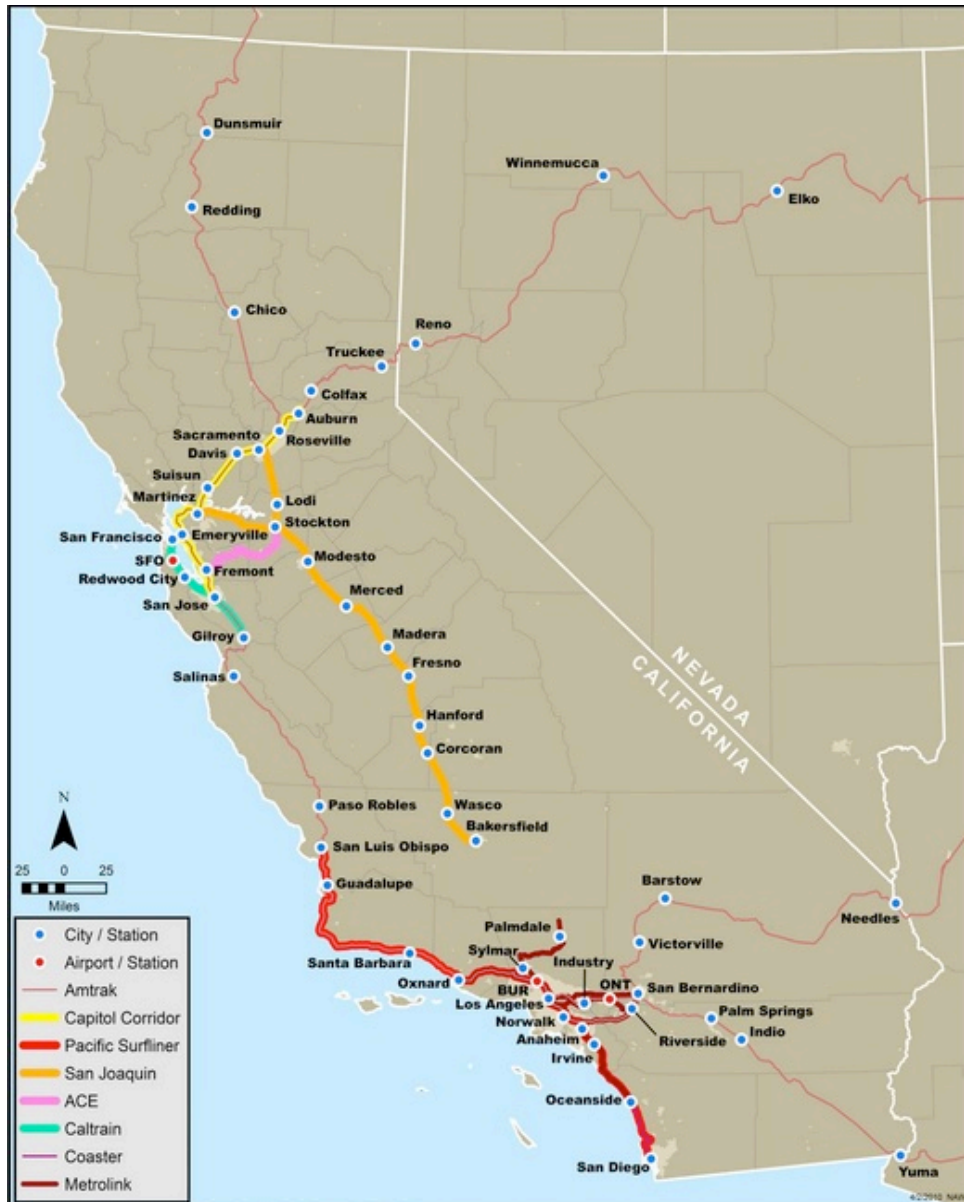 Dunsmuir
Winnemucca
Elko
Redding
Chico
Reno
Truckee
Colfax
Auburn
Sacramento
Roseville
Davis
Suisun
Martinez
Lodi
Stockton
San Francisco
Emeryville
SFO
Modesto
Fremont
Redwood City
San Jose
Merced
Gilroy
Madera
Salinas
Fresno
NEVADA
CALIFORNIA
Hanford
Corcoran
Paso Robles
Wasco
Bakersfield
San Luis Obispo
N
25 0 25
Miles
Guadalupe
Barstow
Needles
Palmdale
Victorville
Sylmar
Industry
Santa Barbara
Oxnard
BUR
ONT
San Bernardino
Los Angeles
Norwalk
Palm Springs
Anaheim
Riverside
Indio
Irvine
Oceanside
San Diego
Yuma
City / Station
Airport / Station
Amtrak
Capitol Corridor
Pacific Surfliner
San Joaquin
ACE
Caltrain
Coaster
Metrolink